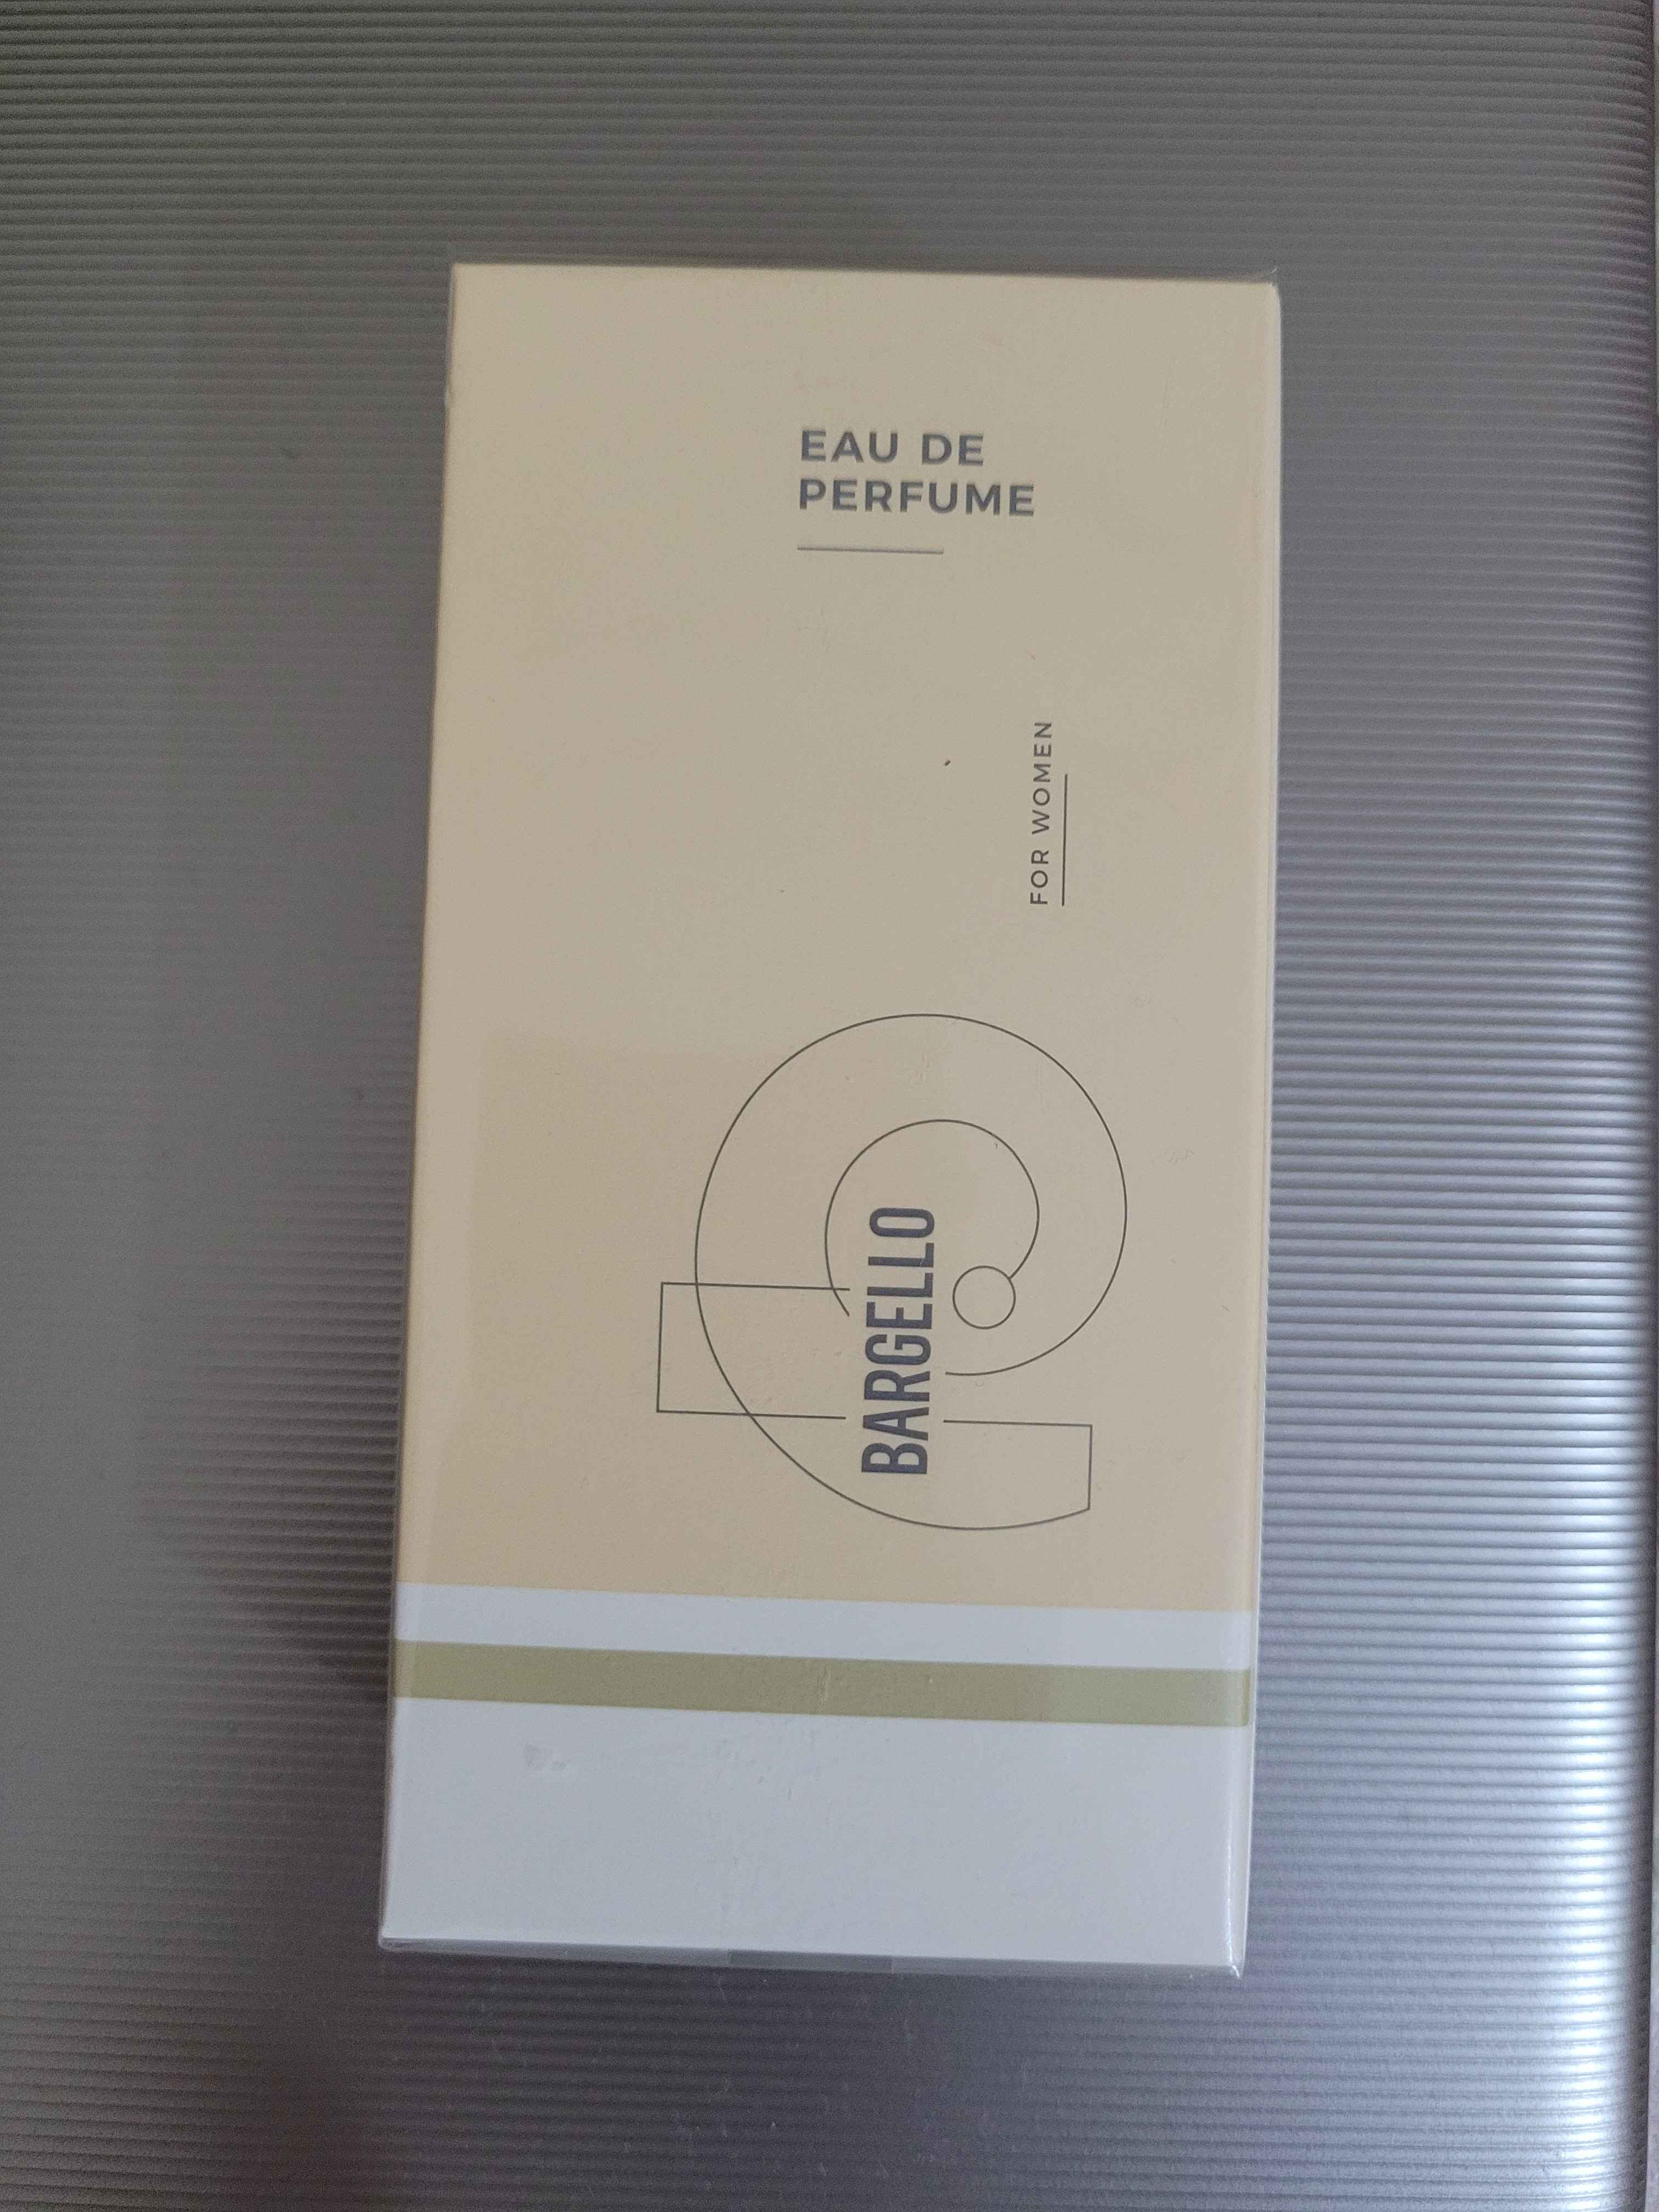 EAU DE
PERFUME
FOR WOMEN
BARGELLO